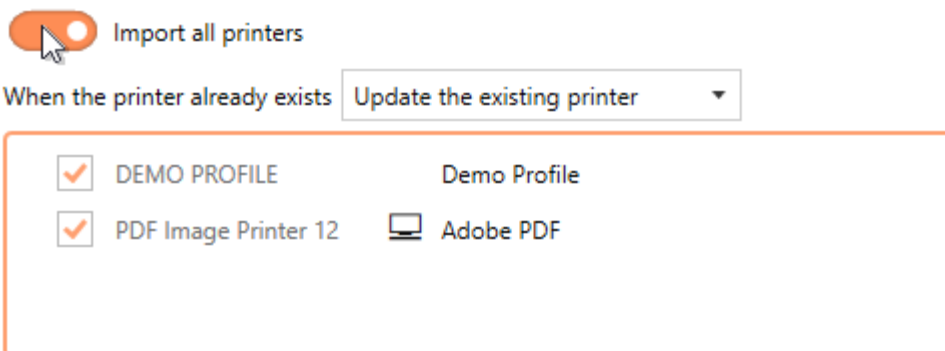 Import all printers
When the printer already exists Update the existing printer
DEMO PROFILE Demo Profile
PDF Image Printer 12 Adobe PDF